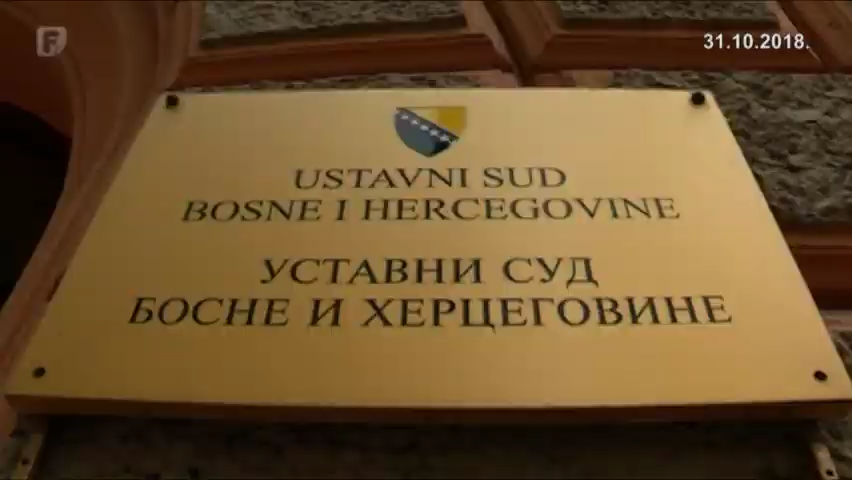 F
31.10.2018.
USTAVNI SUD
BOSNE I HERCEGOVINE
УСТАВНИ СУД
БОСНЕ И ХЕРЦЕГОВИНЕ